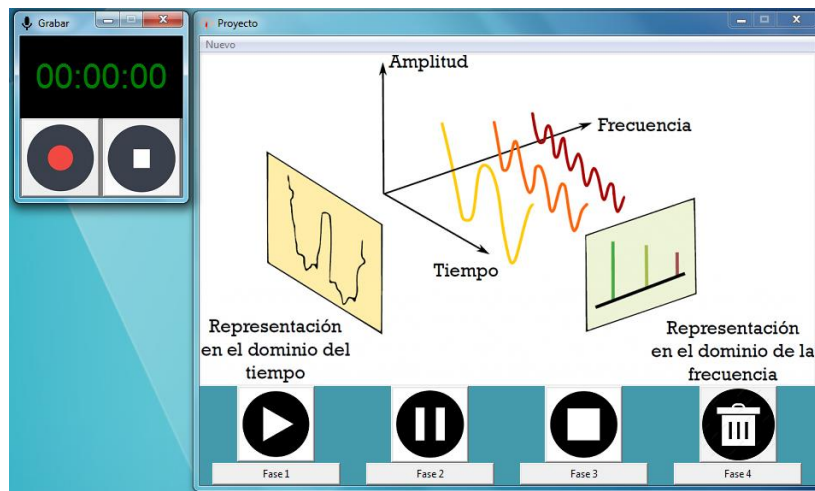 Grabar
00:00:00
Proyecto
Nuevo
Amplitud
Frecuencia
Tiempo
Representación
en el dominio del
tiempo
Representación
en el dominio de la
frecuencia
Fase 1
Fase 2
Fase 3
Fase 4